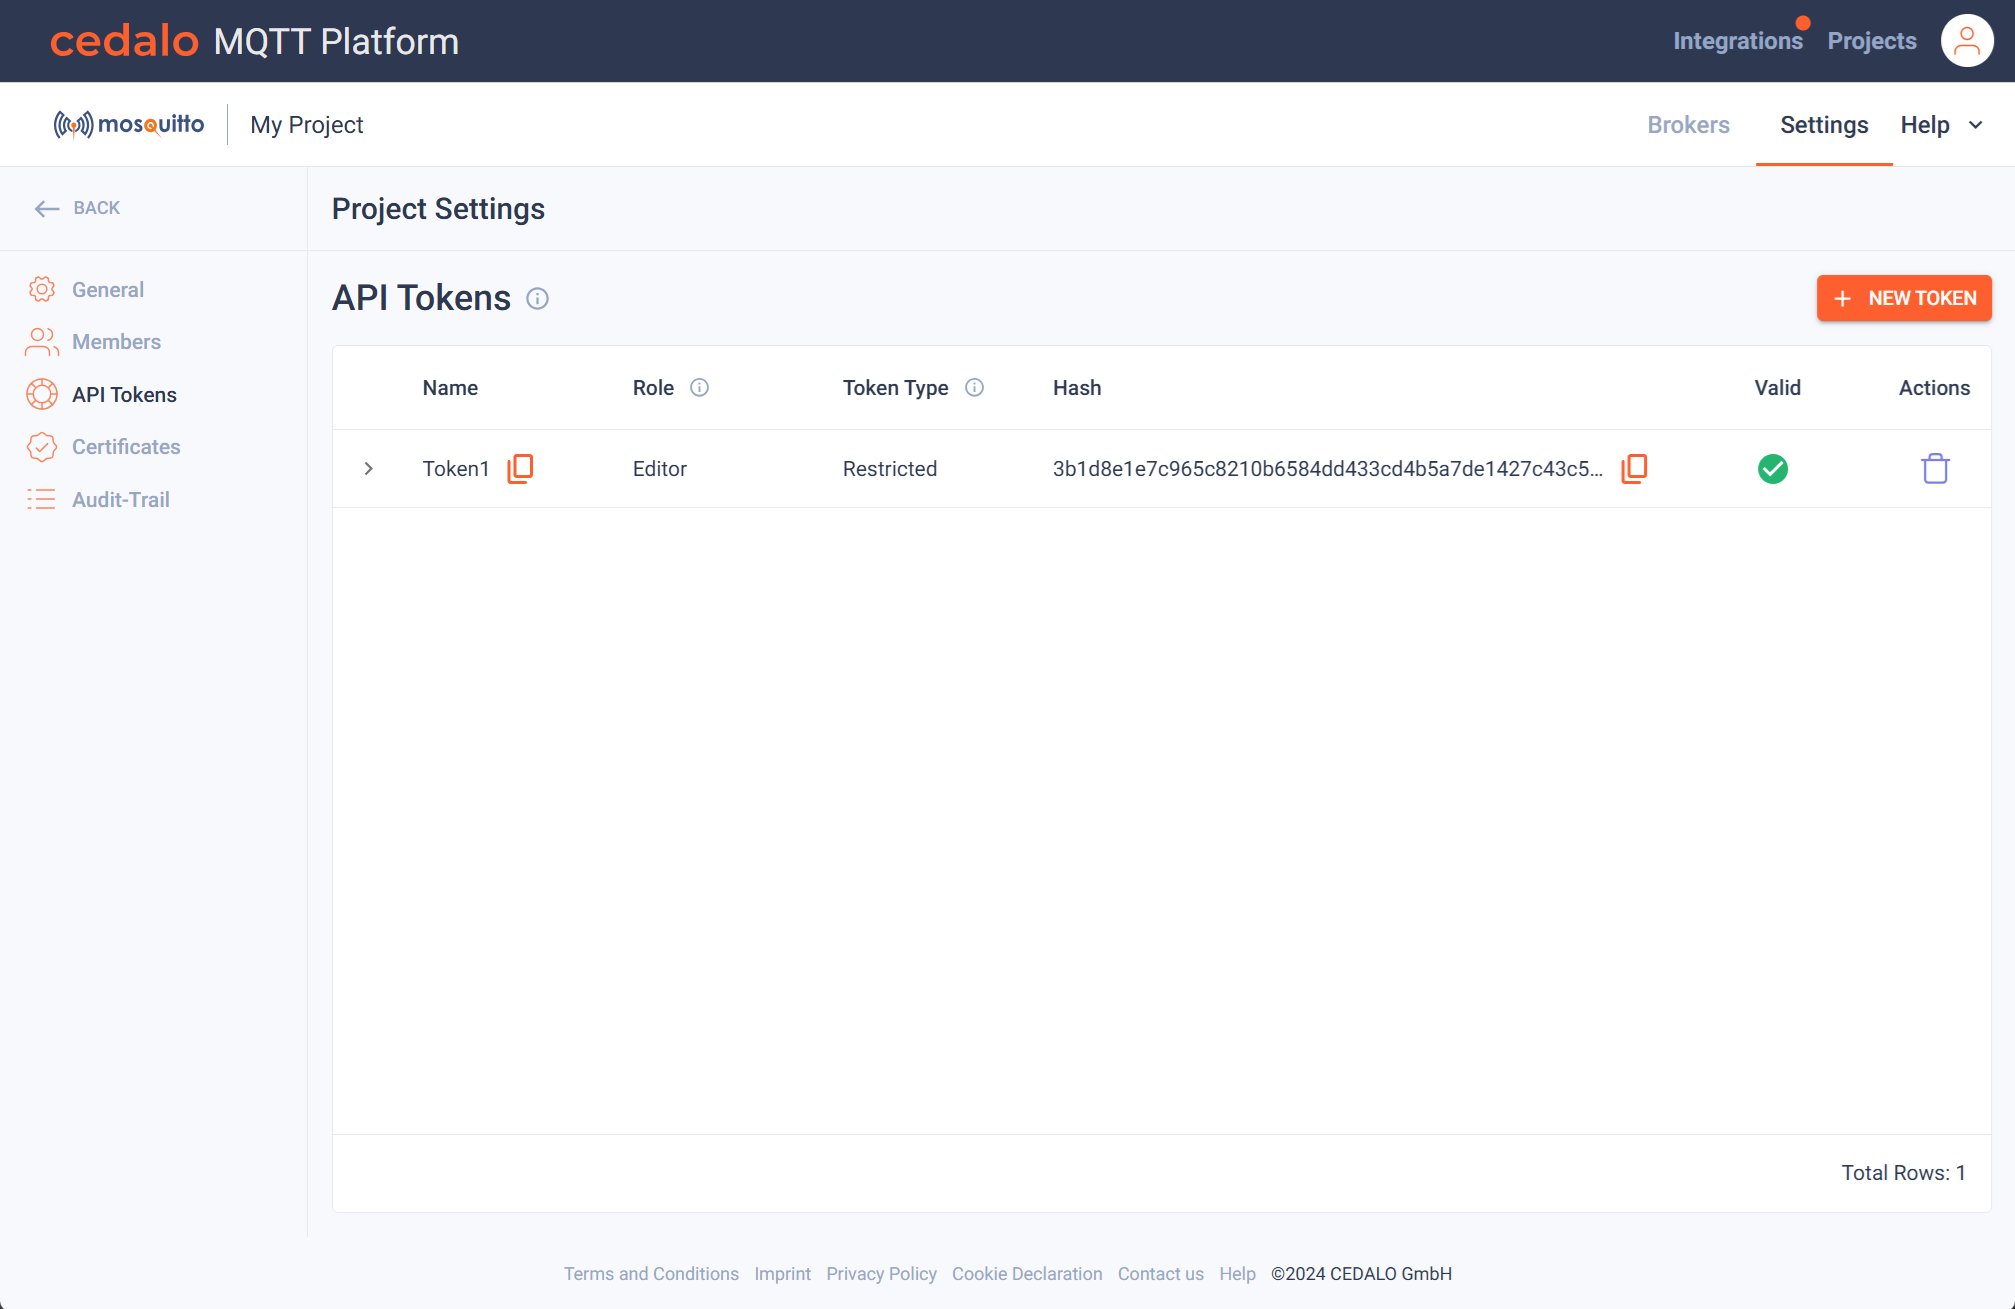 cedalo MQTT Platform
Integrations Projects
mosquitto My Project
Brokers Settings Help
BACK
Project Settings
General
Members
API Tokens
Certificates
Audit-Trail
API Tokens
NEW TOKEN
Name Role Token Type Hash Valid Actions
Token1 Editor Restricted 3b1d8e1e7c965c8210b6584dd433cd4b5a7de1427c43c5...
Total Rows: 1
Terms and Conditions Imprint Privacy Policy Cookie Declaration Contact us Help ©2024 CEDALO GmbH